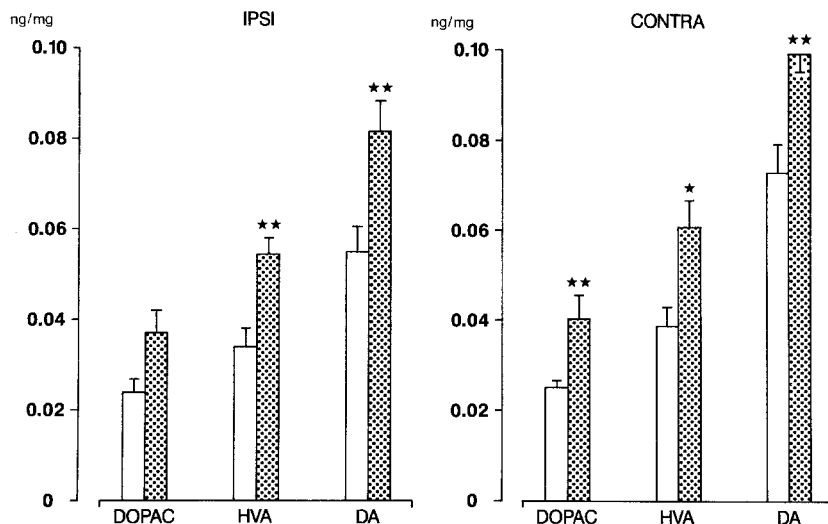 ng/mg
IPSI
0.10
0.08
0.06
0.04
0.02
0
★★
★★
DOPAC HVA DA
ng/mg
CONTRA
0.10
0.08
0.06
0.04
0.02
0
★★
★
★★
DOPAC HVA DA